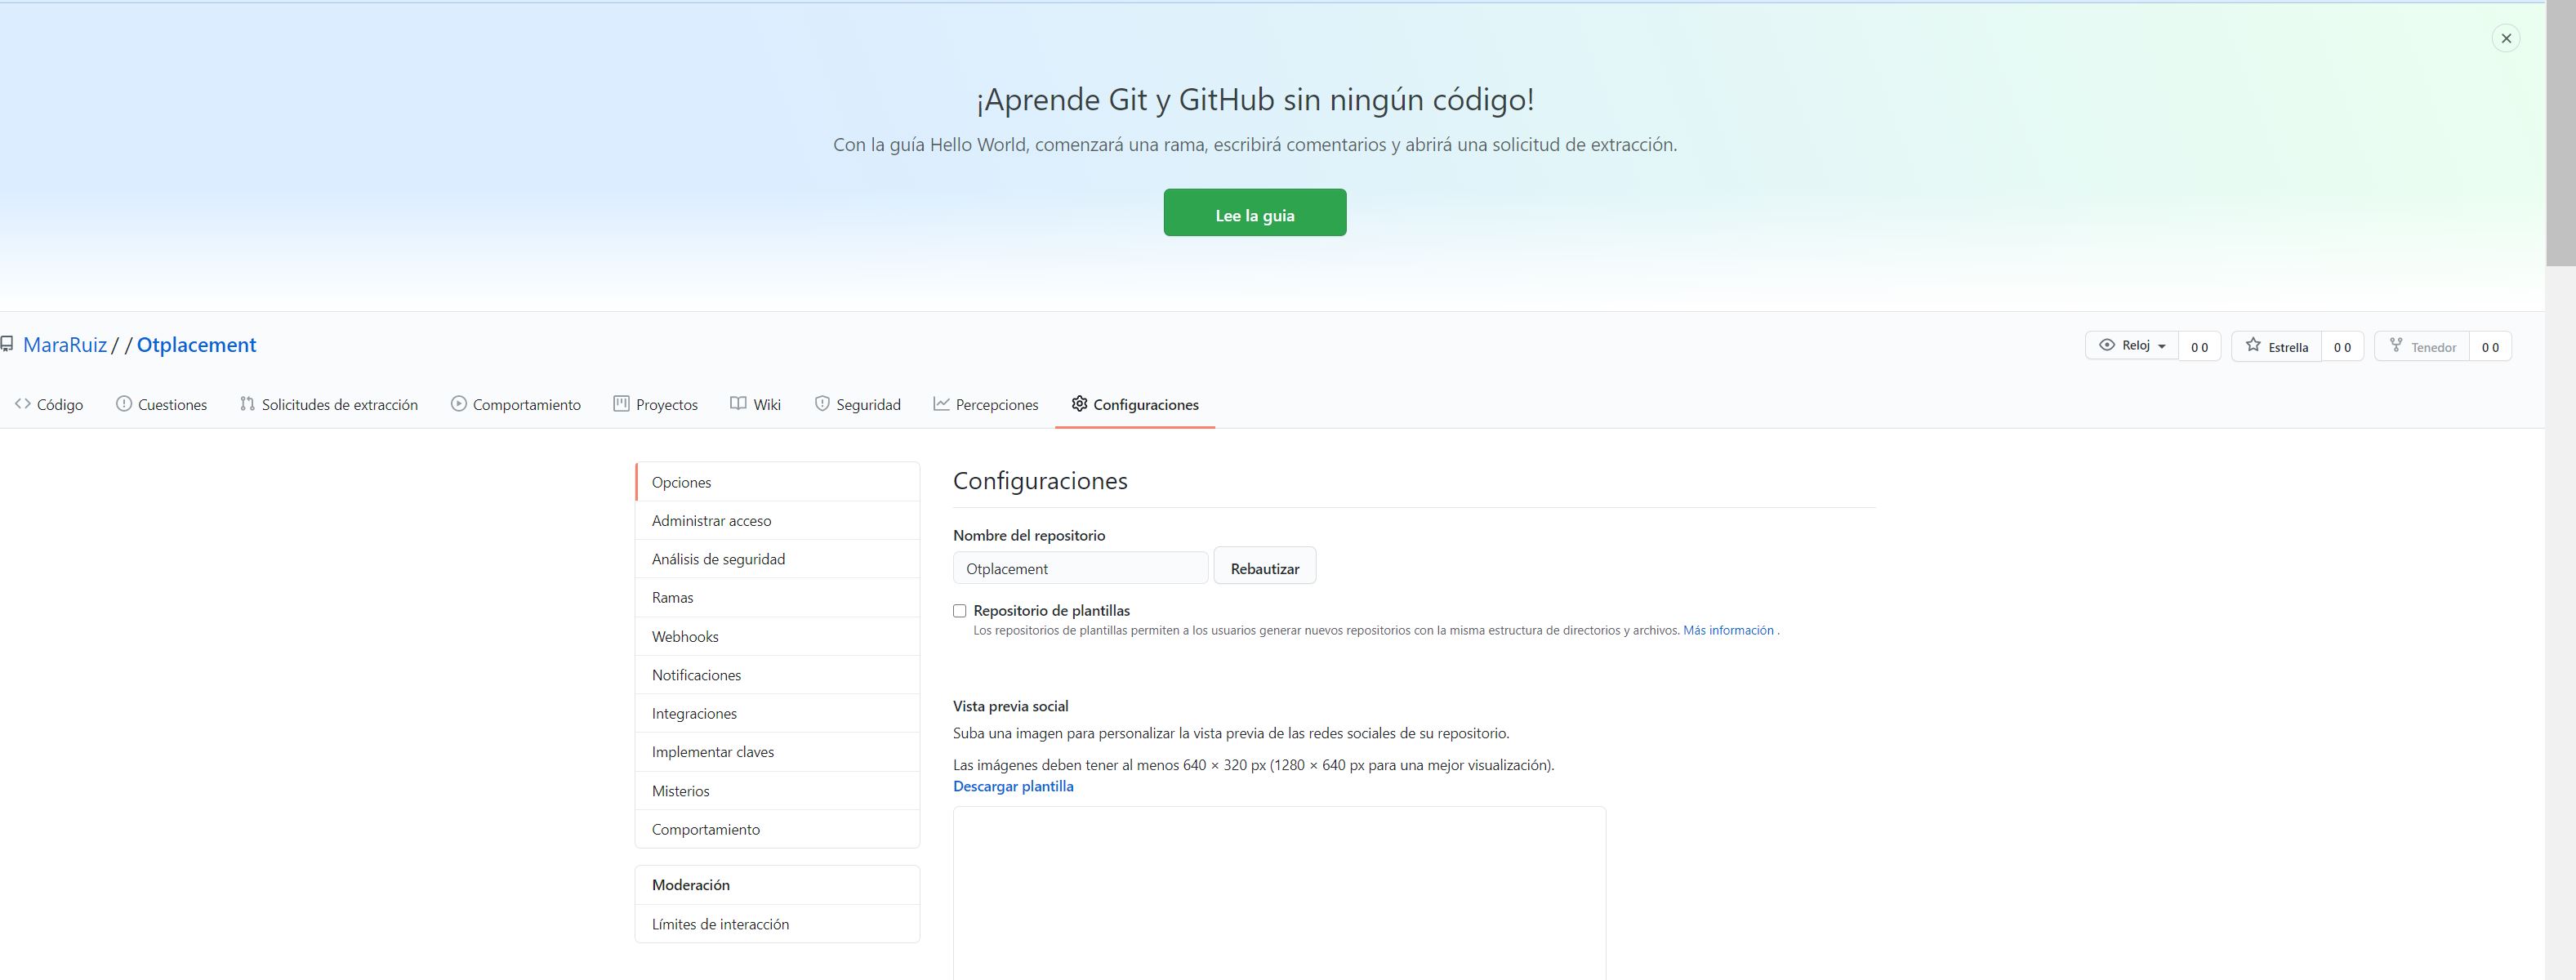 ¡Aprende Git y GitHub sin ningún código!
Con la guía Hello World, comenzará una rama, escribirá comentarios y abrirá una solicitud de extracción.
Lee la guia
MaraRuiz / / Otplacement
Reloj 0 0 Estrella 0 0 Tenedor 0 0
Código Cuestiones Solicitudes de extracción Comportamiento Proyectos Wiki Seguridad Percepciones Configuraciones
Opciones
Administrar acceso
Análisis de seguridad
Ramas
Webhooks
Notificaciones
Integraciones
Implementar claves
Misterios
Comportamiento
Moderación
Límites de interacción
Configuraciones
Nombre del repositorio
Otplacement Rebautizar
Repositorio de plantillas
Los repositorios de plantillas permiten a los usuarios generar nuevos repositorios con la misma estructura de directorios y archivos. Más información .
Vista previa social
Suba una imagen para personalizar la vista previa de las redes sociales de su repositorio.
Las imágenes deben tener al menos 640 × 320 px (1280 × 640 px para una mejor visualización).
Descargar plantilla